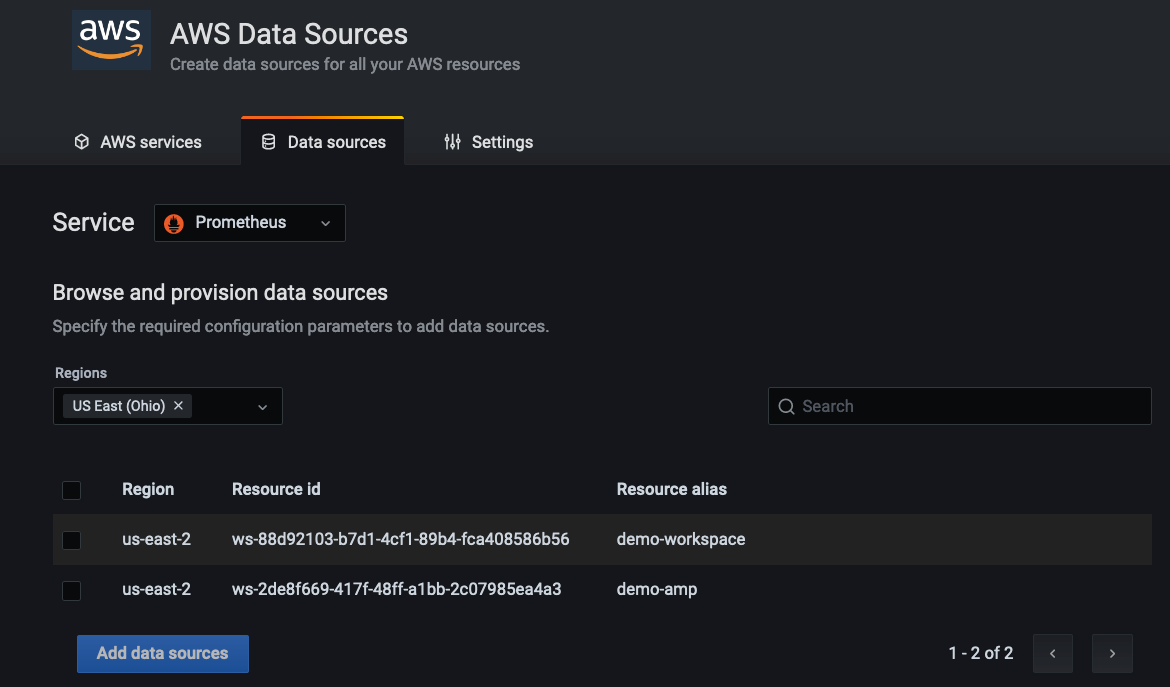 aws
AWS Data Sources
Create data sources for all your AWS resources
AWS services
Data sources
Settings
Service
Prometheus
Browse and provision data sources
Specify the required configuration parameters to add data sources.
Regions
US East (Ohio) ×
Search
Region Resource id Resource alias
us-east-2 ws-88d92103-b7d1-4cf1-89b4-fca408586b56 demo-workspace
us-east-2 ws-2de8f669-417f-48ff-a1bb-2c07985ea4a3 demo-amp
Add data sources
1 - 2 of 2